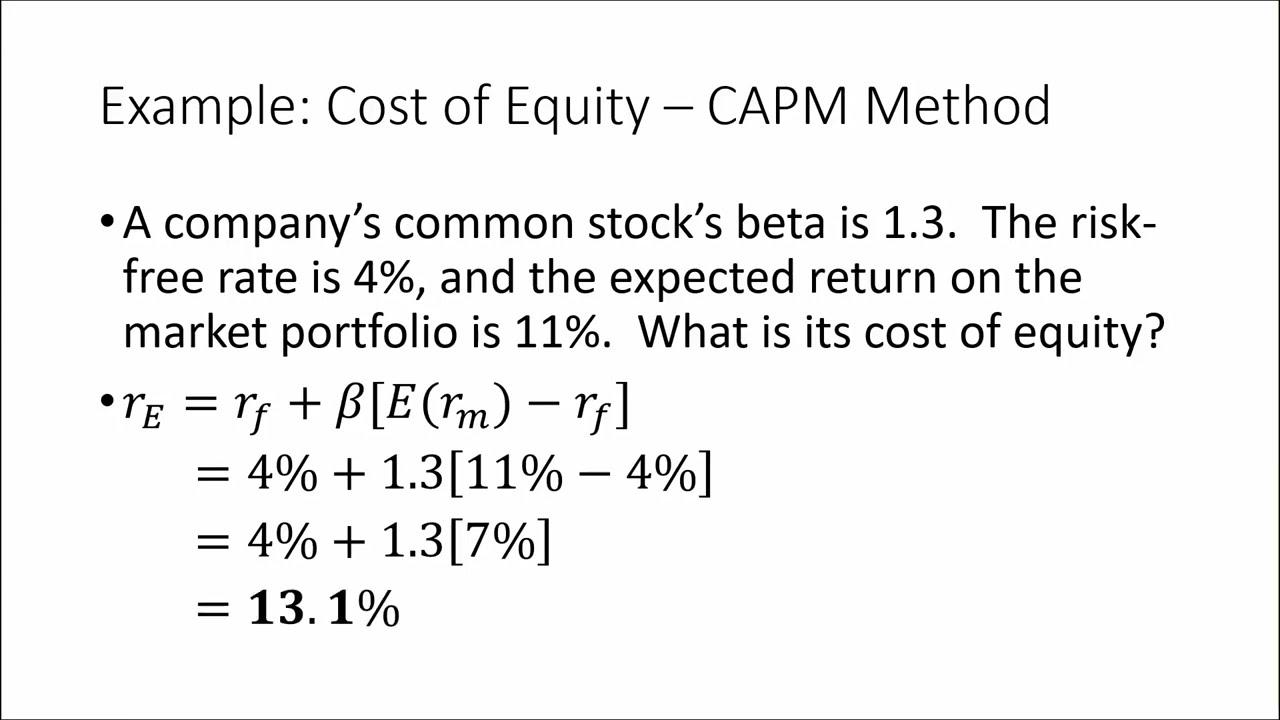 Example: Cost of Equity – CAPM Method
•A company’s common stock’s beta is 1.3.  The risk-
free rate is 4%, and the expected return on the
market portfolio is 11%.  What is its cost of equity?
•r_E = r_f + β[E(r_m) − r_f]
= 4% + 1.3[11% − 4%]
= 4% + 1.3[7%]
= 13.1%